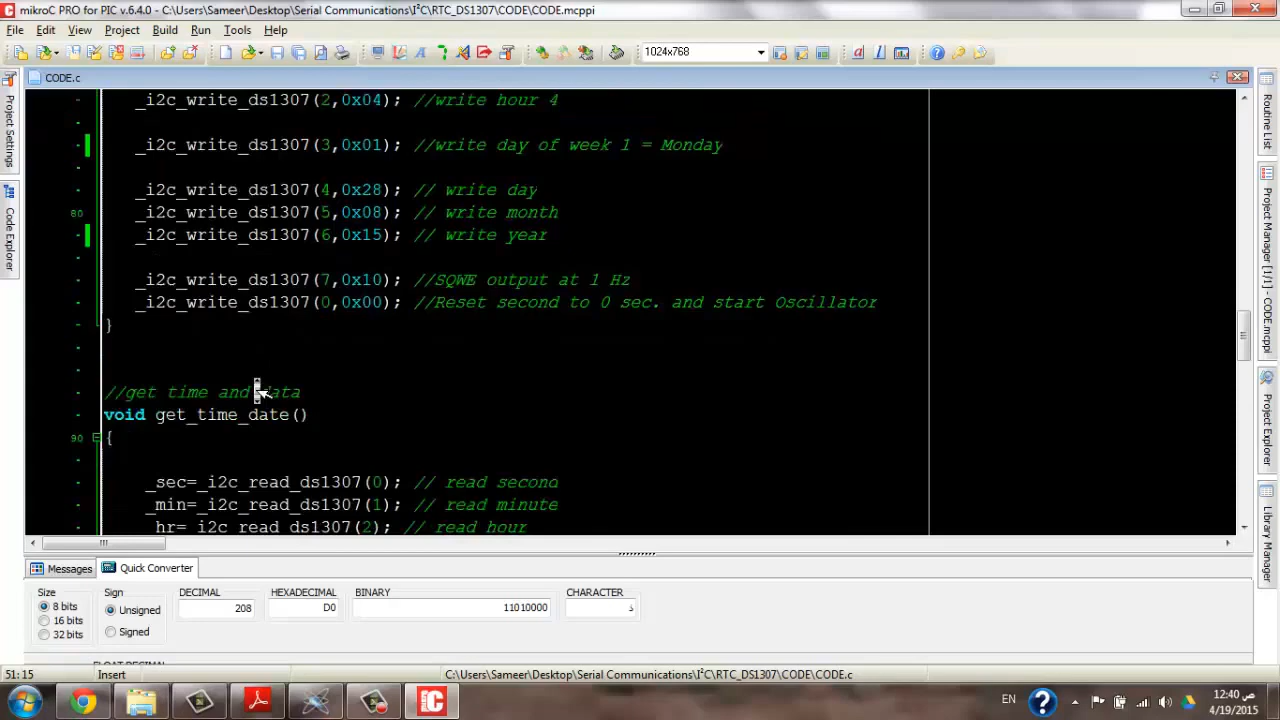 mikroC PRO for PIC v.6.4.0 - C:\Users\Sameer\Desktop\Serial Communications\I²C\RTC_DS1307\CODE\CODE.mcppi
File Edit View Project Build Run Tools Help
1024x768
CODE.c
Project Settings
Code Explorer
_i2c_write_ds1307(2,0x04); //write hour 4
_i2c_write_ds1307(3,0x01); //write day of week 1 = Monday
_i2c_write_ds1307(4,0x28); // write day
80 _i2c_write_ds1307(5,0x08); // write month
_i2c_write_ds1307(6,0x15); // write year
_i2c_write_ds1307(7,0x10); //SQWE output at 1 Hz
_i2c_write_ds1307(0,0x00); //Reset second to 0 sec. and start Oscillator
}
//get time and data
void get_time_date()
90 {
_sec=_i2c_read_ds1307(0); // read second
_min=_i2c_read_ds1307(1); // read minute
_hr=_i2c_read_ds1307(2); // read hour
Routine List
Project Manager [1/1] - CODE.mcppi
Project Explorer
Library Manager
Messages Quick Converter
Size Sign DECIMAL HEXADECIMAL BINARY CHARACTER
8 bits Unsigned 208 D0 11010000 ذ
16 bits
32 bits Signed
FLOAT DECIMAL
51:15 Insert C:\Users\Sameer\Desktop\Serial Communications\I²C\RTC_DS1307\CODE\CODE.c
EN 12:40 ص
4/19/2015